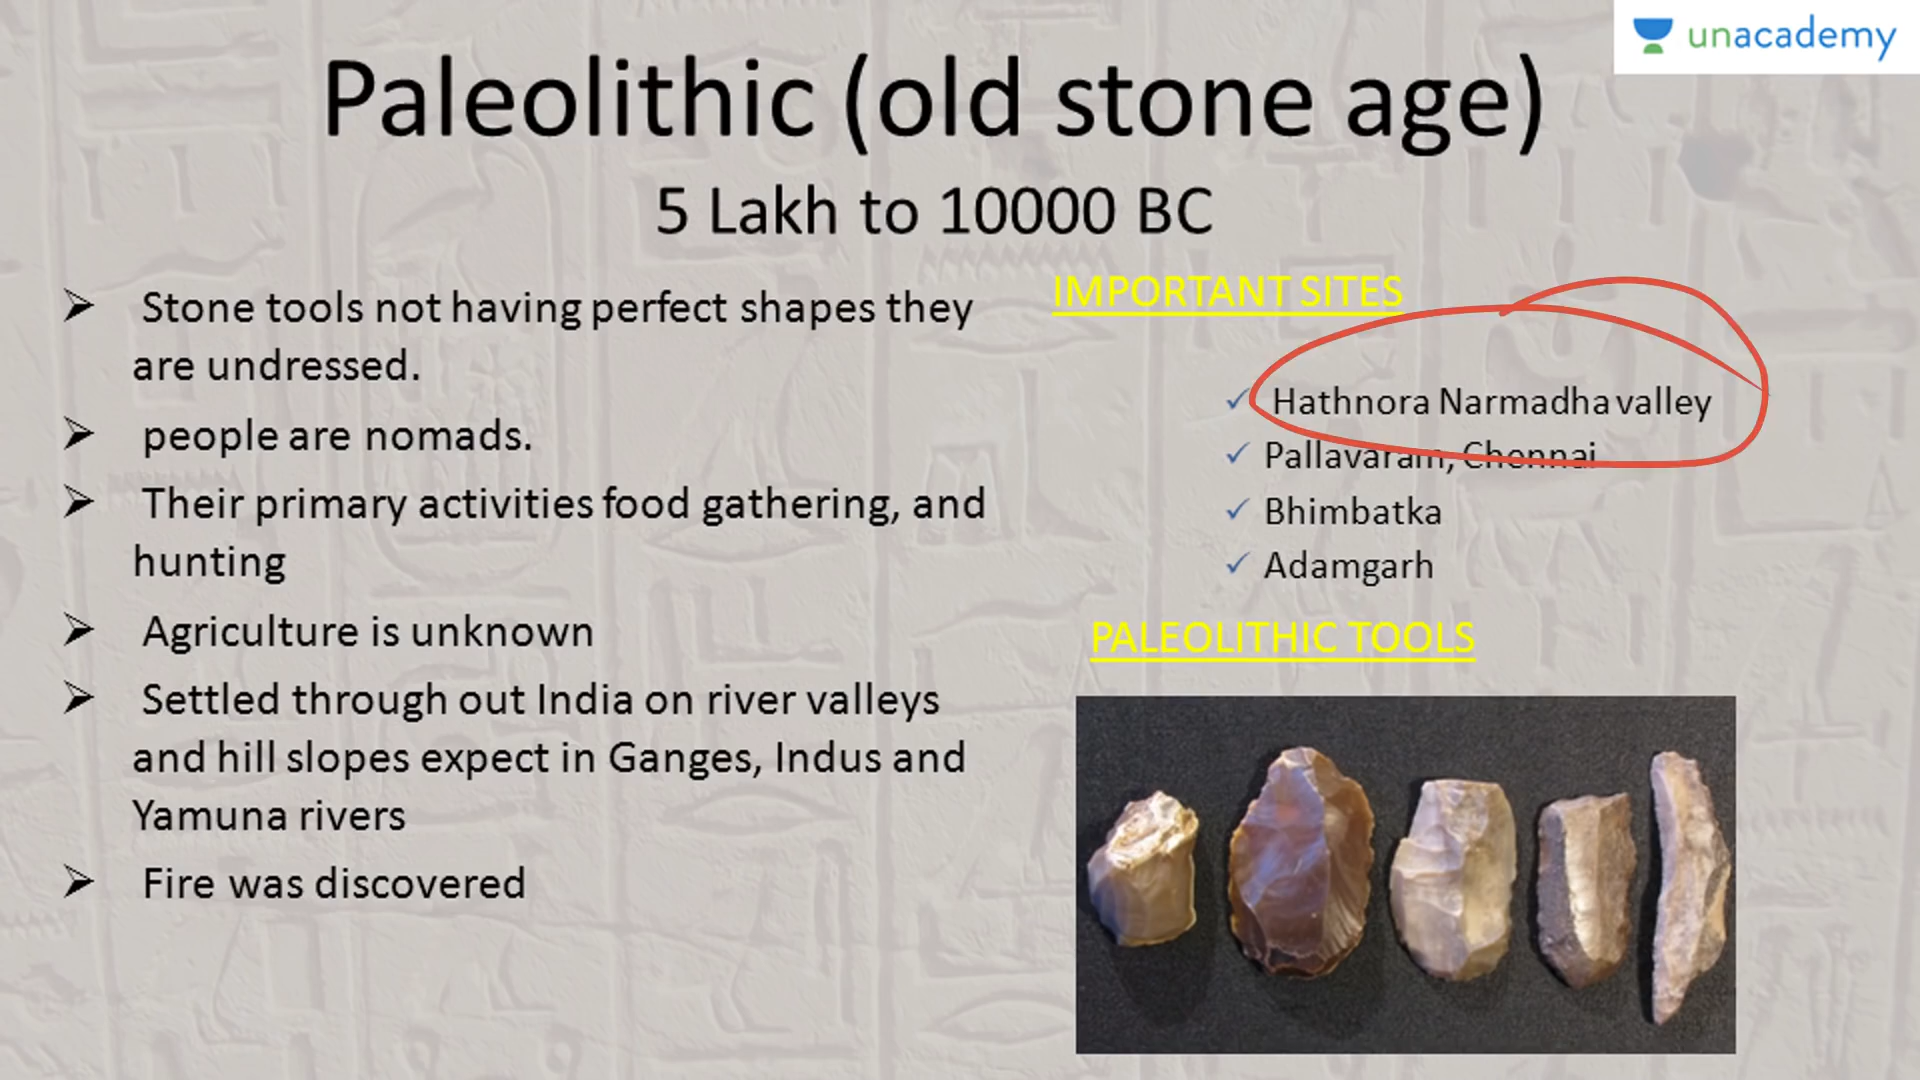 unacademy
Paleolithic (old stone age)
5 Lakh to 10000 BC
Stone tools not having perfect shapes they
are undressed.
people are nomads.
Their primary activities food gathering, and
hunting
Agriculture is unknown
Settled through out India on river valleys
and hill slopes expect in Ganges, Indus and
Yamuna rivers
Fire was discovered
IMPORTANT SITES
Hathnora Narmadha valley
Pallavaram, Chennai
Bhimbatka
Adamgarh
PALEOLITHIC TOOLS